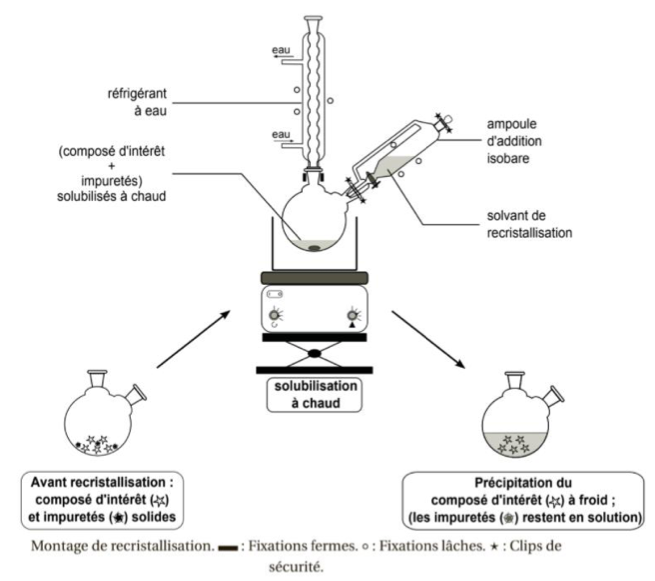 eau
réfrigérant
à eau
eau
(composé d'intérêt
+
impuretés)
solubilisés à chaud
ampoule
d'addition
isobare
solvant de
recristallisation
solubilisation
à chaud
Avant recristallisation :
composé d'intérêt (☆)
et impuretés (★) solides
Précipitation du
composé d'intérêt (☆) à froid ;
(les impuretés (★) restent en solution)
Montage de recristallisation. ▬ : Fixations fermes. ∘ : Fixations lâches. ★ : Clips de
sécurité.